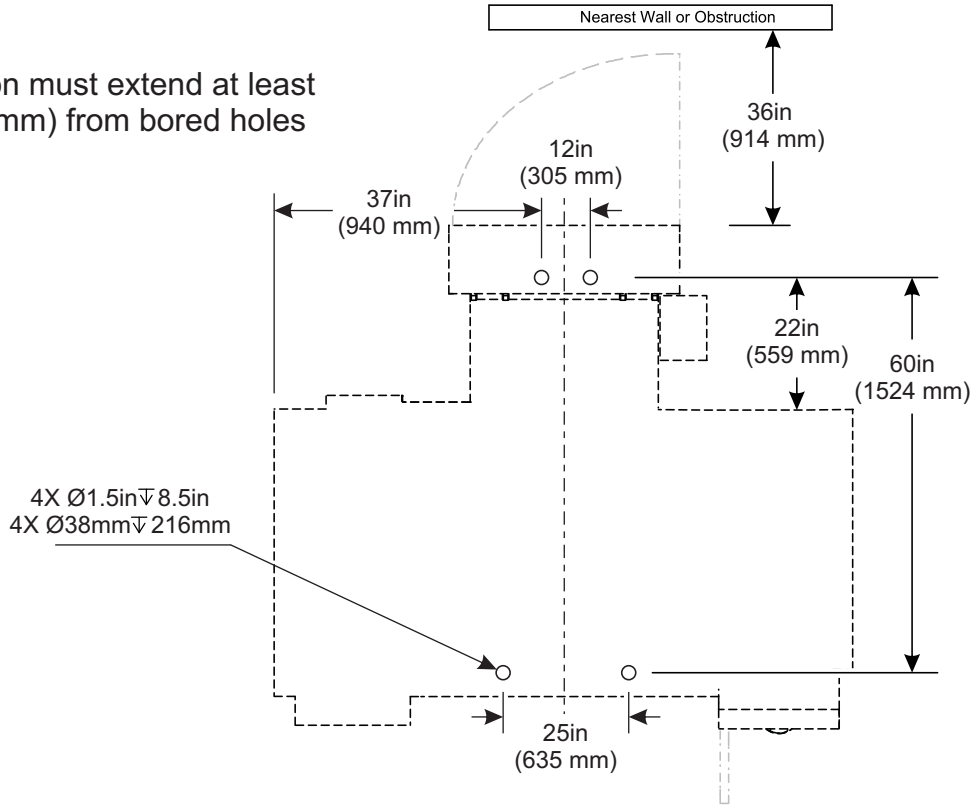 Nearest Wall or Obstruction
on must extend at least
mm) from bored holes
36in
(914 mm)
12in
(305 mm)
37in
(940 mm)
22in
(559 mm)
60in
(1524 mm)
4X Ø1.5in↧8.5in
4X Ø38mm↧216mm
25in
(635 mm)